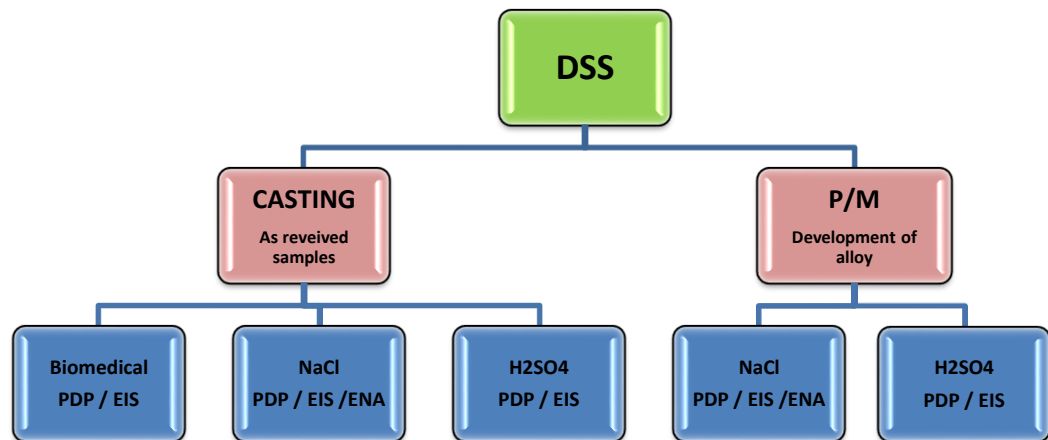 DSS
CASTING
As reveived
samples
P/M
Development of
alloy
Biomedical
PDP / EIS
NaCl
PDP / EIS /ENA
H2SO4
PDP / EIS
NaCl
PDP / EIS /ENA
H2SO4
PDP / EIS